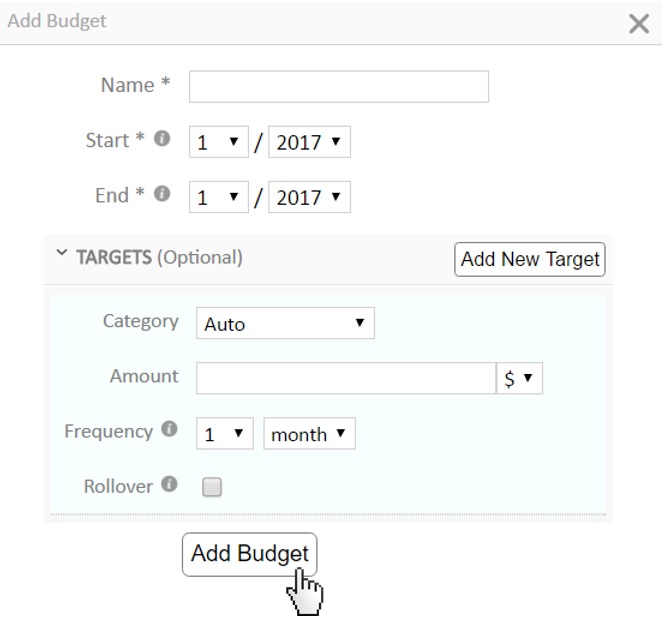 Add Budget
Name *
Start * 1 / 2017
End * 1 / 2017
TARGETS (Optional) Add New Target
Category Auto
Amount $
Frequency 1 month
Rollover
Add Budget